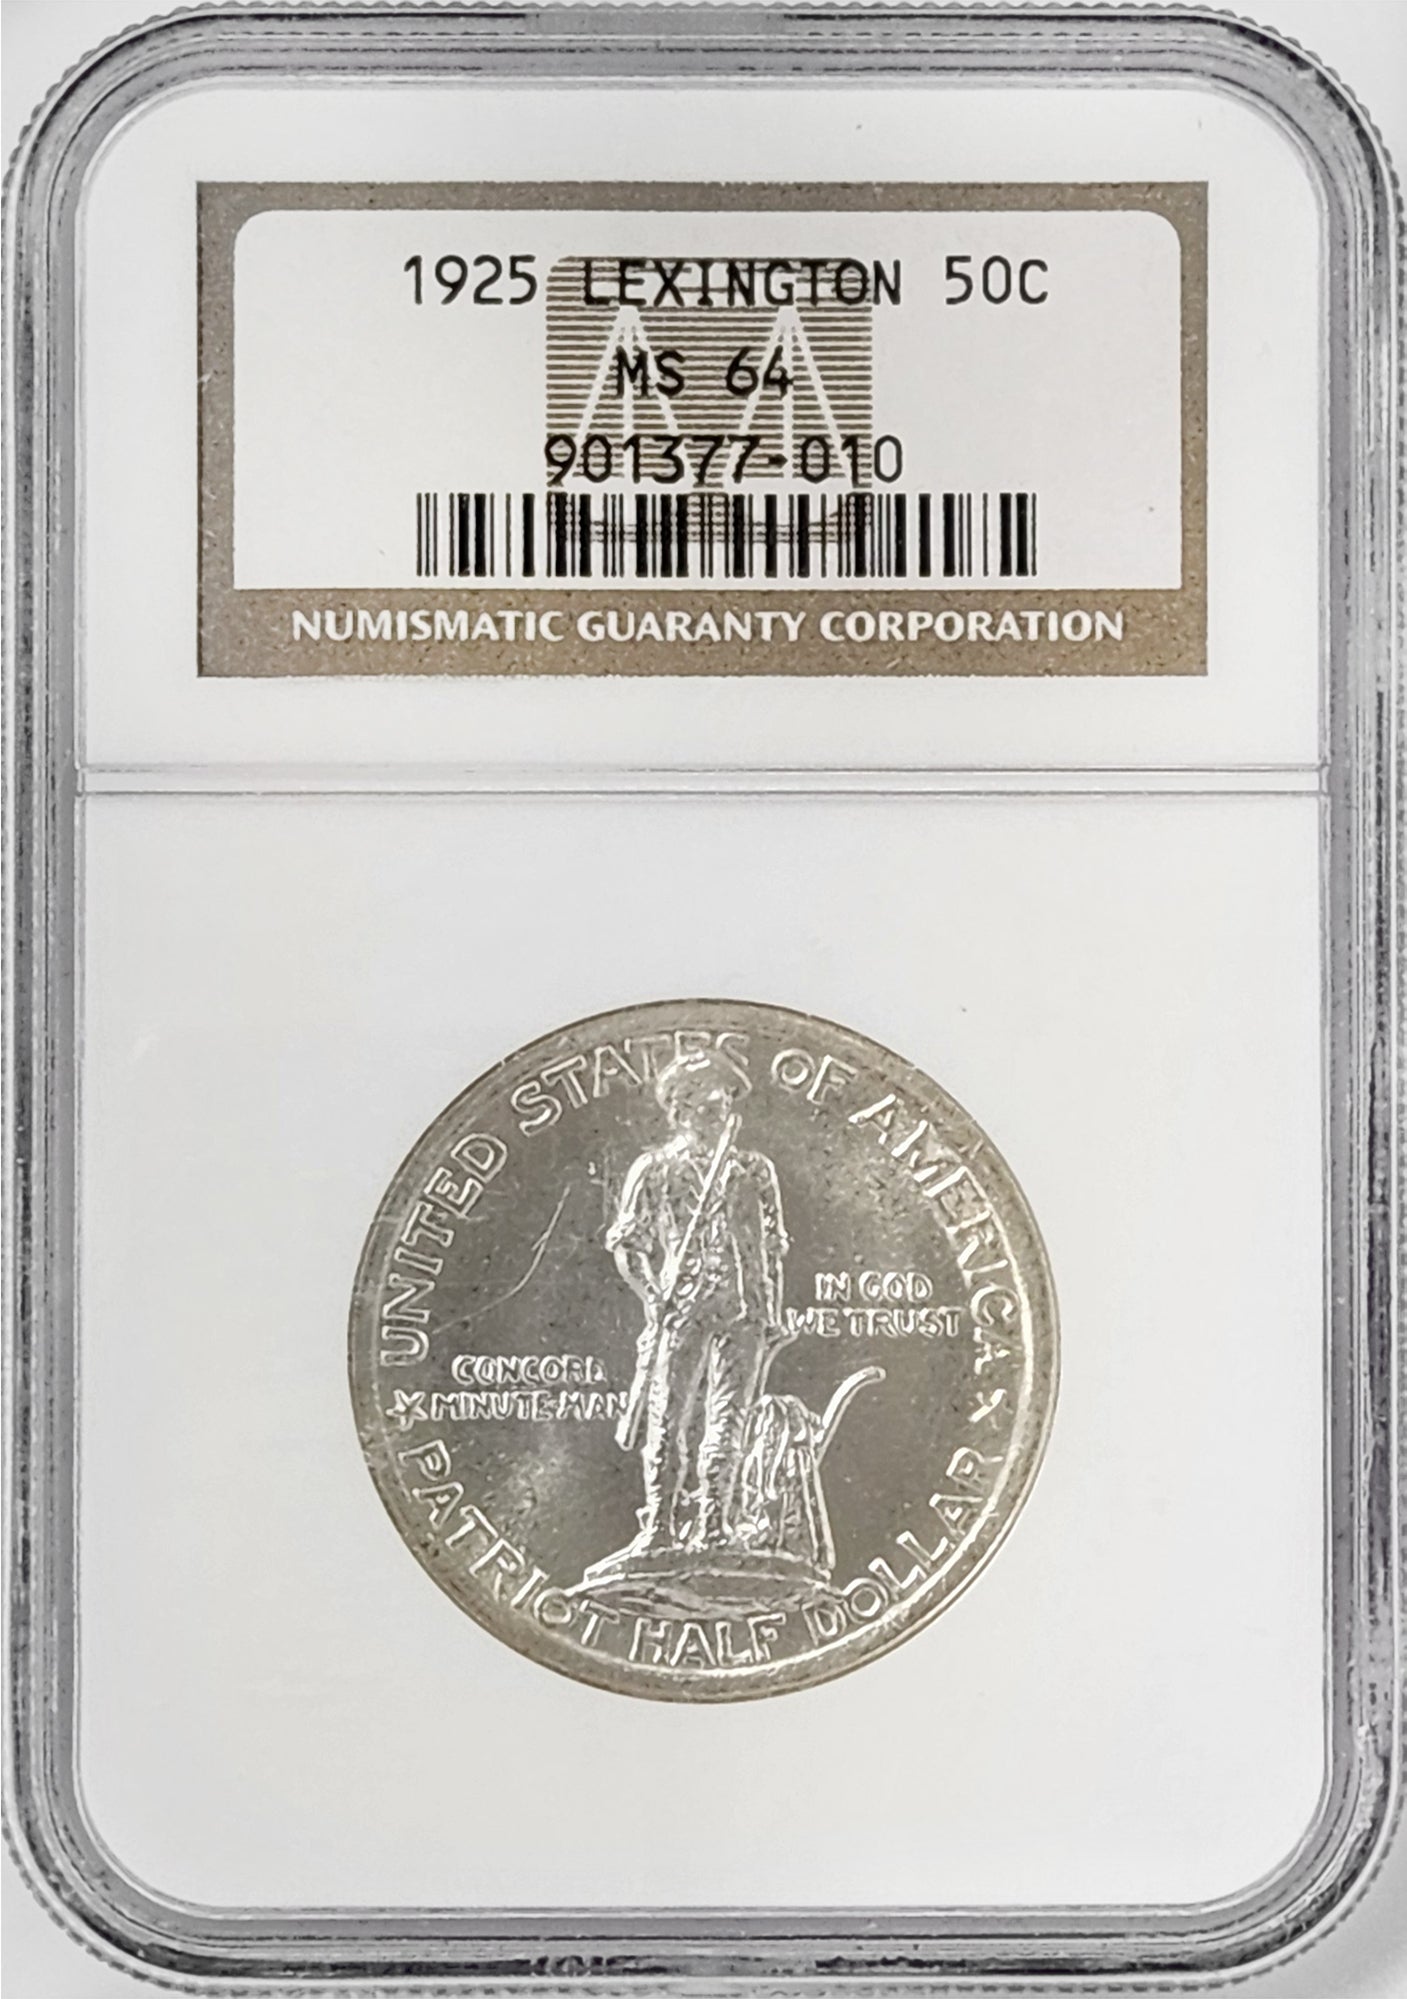 1925 LEXINGTON 50C
MS 64
901377-010
NUMISMATIC GUARANTY CORPORATION
UNITED STATES OF AMERICA
IN GOD
WE TRUST
CONCORD
MINUTE-MAN
PATRIOT HALF DOLLAR